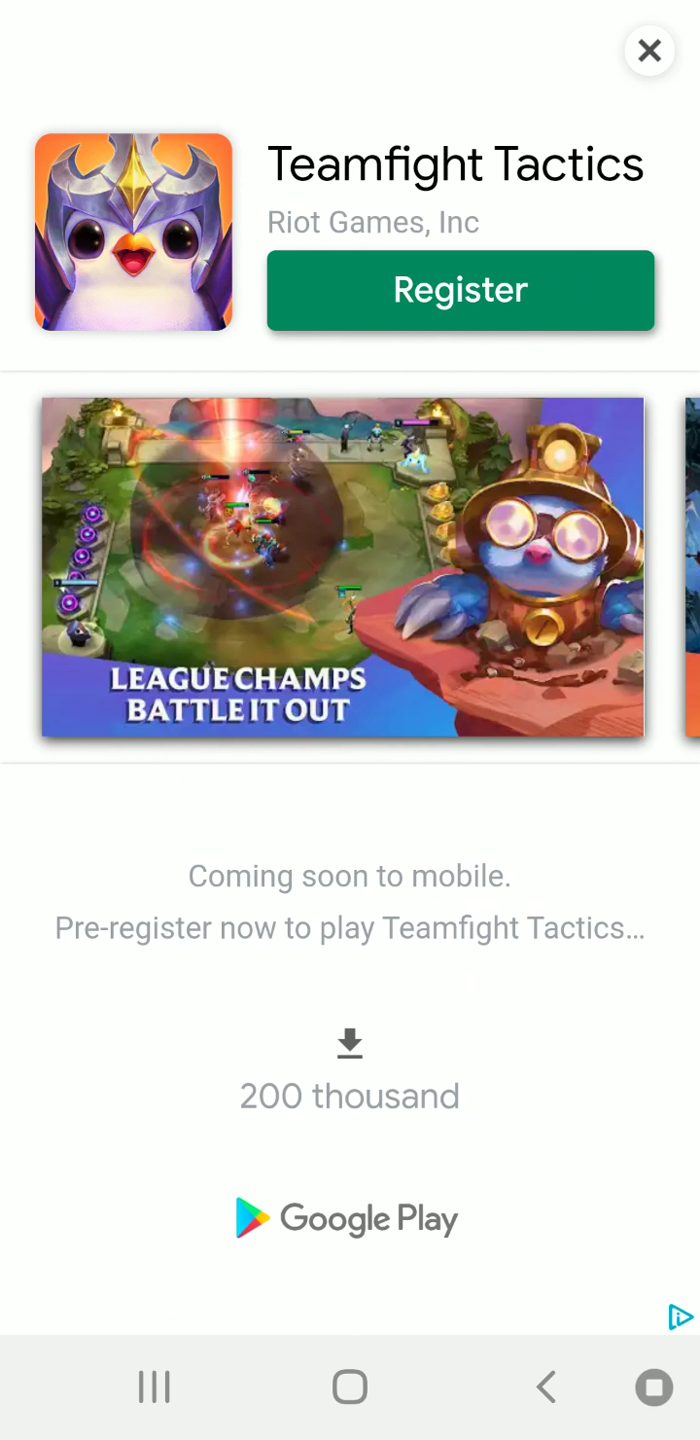 Teamfight Tactics
Riot Games, Inc
Register
LEAGUE CHAMPS
BATTLE IT OUT
Coming soon to mobile.
Pre-register now to play Teamfight Tactics...
200 thousand
Google Play